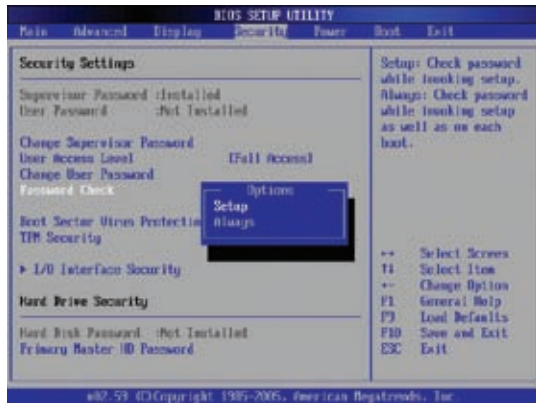 BIOS SETUP UTILITY
Main Advanced Display Security Power Boot Exit
Security Settings
Supervisor Password :Installed
User Password :Not Installed
Change Supervisor Password
User Access Level [Full Access]
Change User Password
Password Check
Boot Sector Virus Protection
TPM Security
▶ I/O Interface Security
Hard Drive Security
Hard Disk Password :Not Installed
Primary Master HD Password
Options
Setup
Always
Setup: Check password
while invoking setup.
Always: Check password
while invoking setup
as well as on each
boot.
←→ Select Screen
↑↓ Select Item
+- Change Option
F1 General Help
F9 Load Defaults
F10 Save and Exit
ESC Exit
v02.59 (C)Copyright 1985-2005, American Megatrends, Inc.